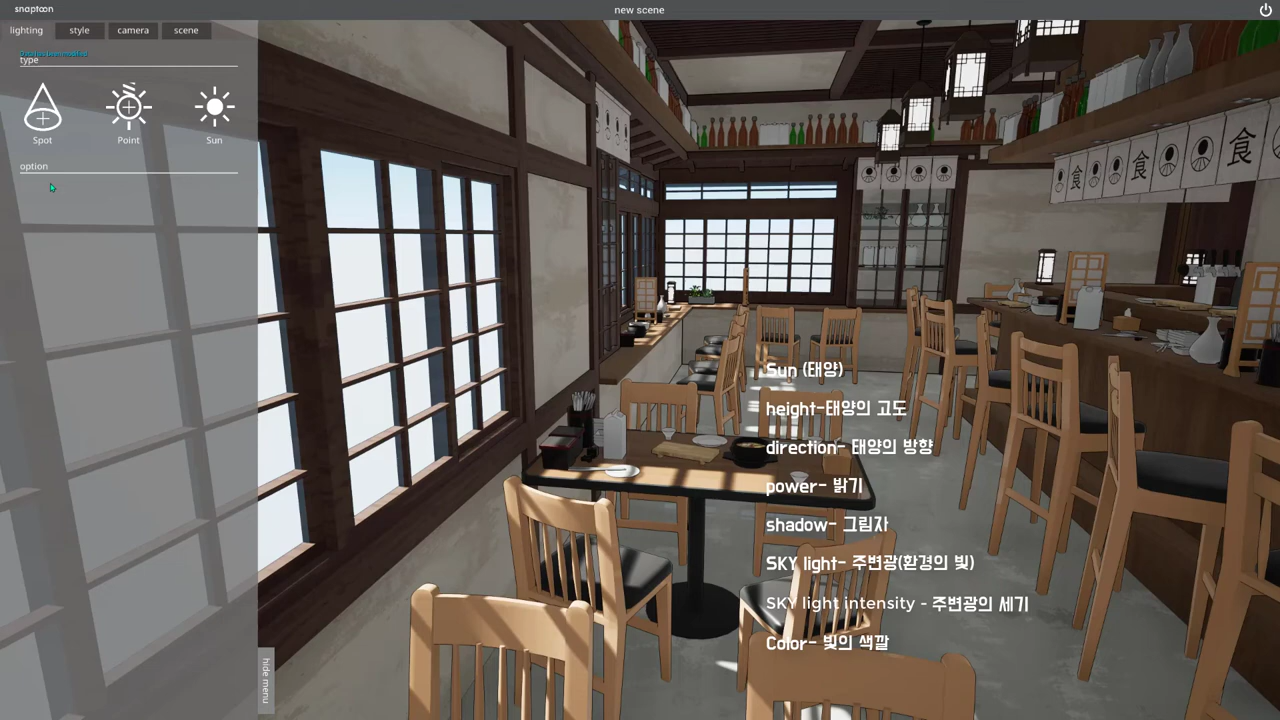 snaptoon
new scene
lighting
style
camera
scene
type
Spot
Point
Sun
option
食
食
食
Sun (태양)
height-태양의 고도
direction- 태양의 방향
power- 밝기
shadow- 그림자
SKY light- 주변광(환경의 빛)
SKY light intensity - 주변광의 세기
Color- 빛의 색깔
hide menu